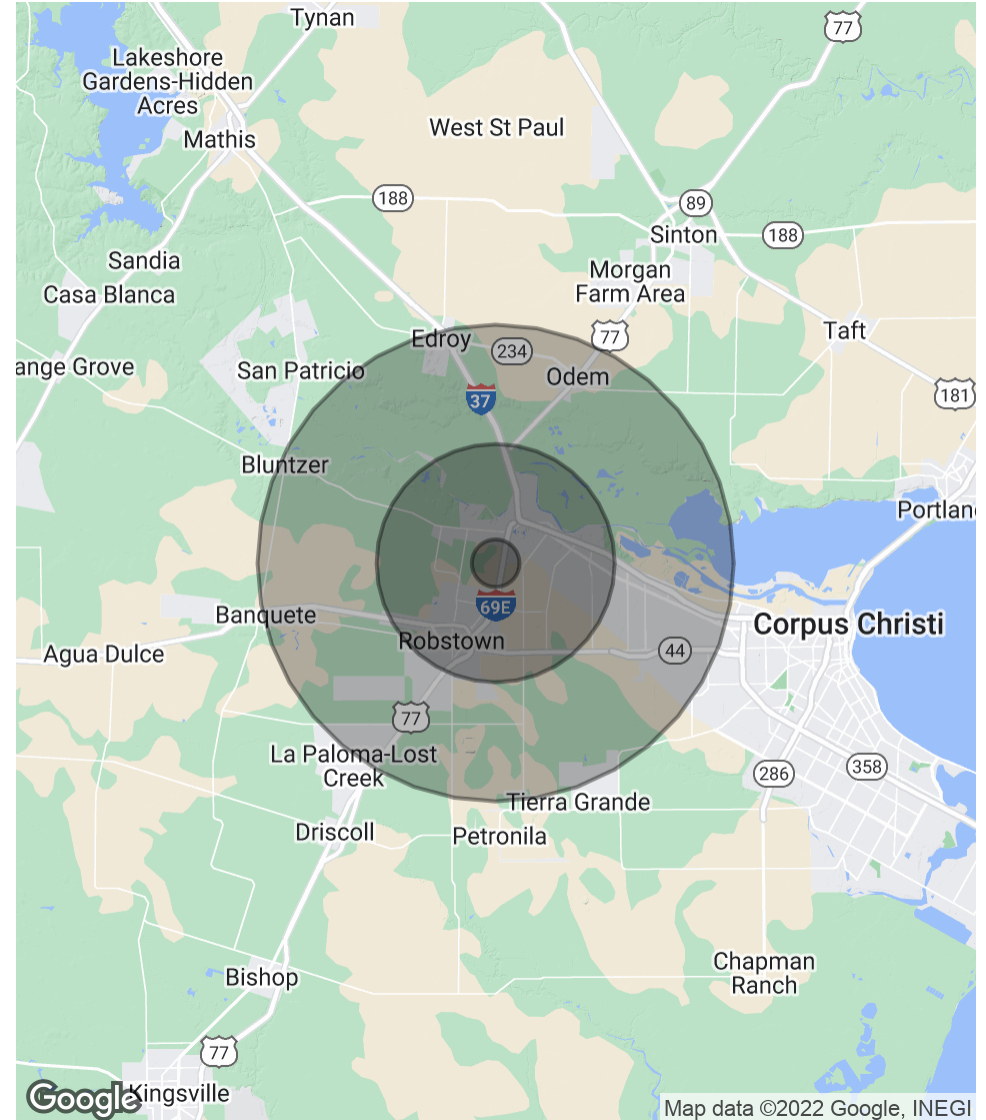 Tynan
77
Lakeshore
Gardens-Hidden
Acres
West St Paul
Mathis
188
89
Sinton
188
Sandia
Morgan
Farm Area
Casa Blanca
Taft
Edroy
77
234
ange Grove
San Patricio
Odem
181
37
Bluntzer
Portlan
69E
Banquete
Corpus Christi
Robstown
Agua Dulce
44
77
La Paloma-Lost
Creek
286
358
Tierra Grande
Driscoll
Petronila
Chapman
Ranch
Bishop
77
Google
Kingsville
Map data ©2022 Google, INEGI